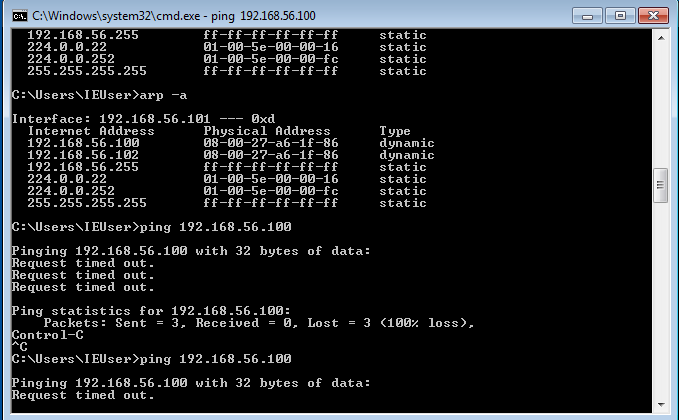 C:\Windows\system32\cmd.exe - ping 192.168.56.100
192.168.56.255 ff-ff-ff-ff-ff-ff static
224.0.0.22 01-00-5e-00-00-16 static
224.0.0.252 01-00-5e-00-00-fc static
255.255.255.255 ff-ff-ff-ff-ff-ff static
C:\Users\IEUser>arp -a
Interface: 192.168.56.101 --- 0xd
Internet Address Physical Address Type
192.168.56.100 08-00-27-a6-1f-86 dynamic
192.168.56.102 08-00-27-a6-1f-86 dynamic
192.168.56.255 ff-ff-ff-ff-ff-ff static
224.0.0.22 01-00-5e-00-00-16 static
224.0.0.252 01-00-5e-00-00-fc static
255.255.255.255 ff-ff-ff-ff-ff-ff static
C:\Users\IEUser>ping 192.168.56.100
Pinging 192.168.56.100 with 32 bytes of data:
Request timed out.
Request timed out.
Request timed out.
Ping statistics for 192.168.56.100:
Packets: Sent = 3, Received = 0, Lost = 3 (100% loss),
Control-C
^C
C:\Users\IEUser>ping 192.168.56.100
Pinging 192.168.56.100 with 32 bytes of data:
Request timed out.